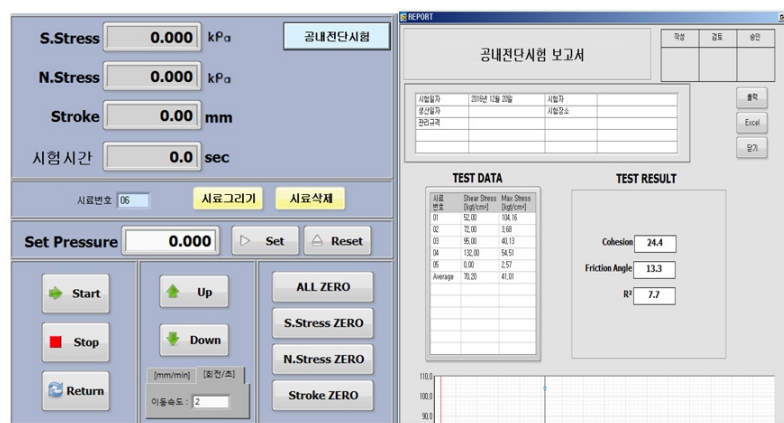 S.Stress 0.000 kPa 공내전단시험
N.Stress 0.000 kPa
Stroke 0.00 mm
시험시간 0.0 sec
시료번호 06 시료그리기 시료삭제
Set Pressure 0.000 Set Reset
Start
Stop
Return
Up
Down
[mm/min] [회전/초]
이동속도 : 2
ALL ZERO
S.Stress ZERO
N.Stress ZERO
Stroke ZERO
REPORT
공내전단시험 보고서
작성 검토 승인
시험일자 2016년 12월 20일 시험자
생산일자 시험장소
관리규격
출력
Excel
닫기
TEST DATA
시료 Shear Stress Max Stress
번호 [kgf/cm²] [kgf/cm²]
01 52,00 104,16
02 72,00 3,68
03 95,00 40,13
04 132,00 54,51
05 0,00 2,57
Average 70,20 41,01
TEST RESULT
Cohesion 24.4
Friction Angle 13.3
R² 7.7
110,0
100,0
90,0